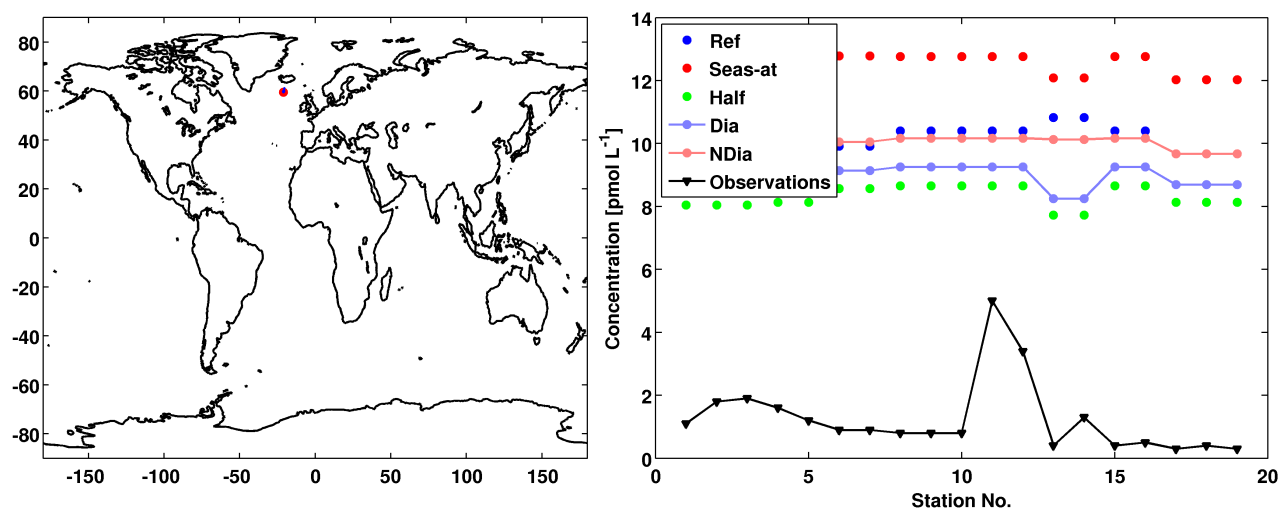 80
60
40
20
0
-20
-40
-60
-80
-150 -100 -50 0 50 100 150
14
12
10
8
6
4
2
0
Concentration [pmol L-1]
Ref
Seas-at
Half
Dia
NDia
Observations
0 5 10 15 20
Station No.